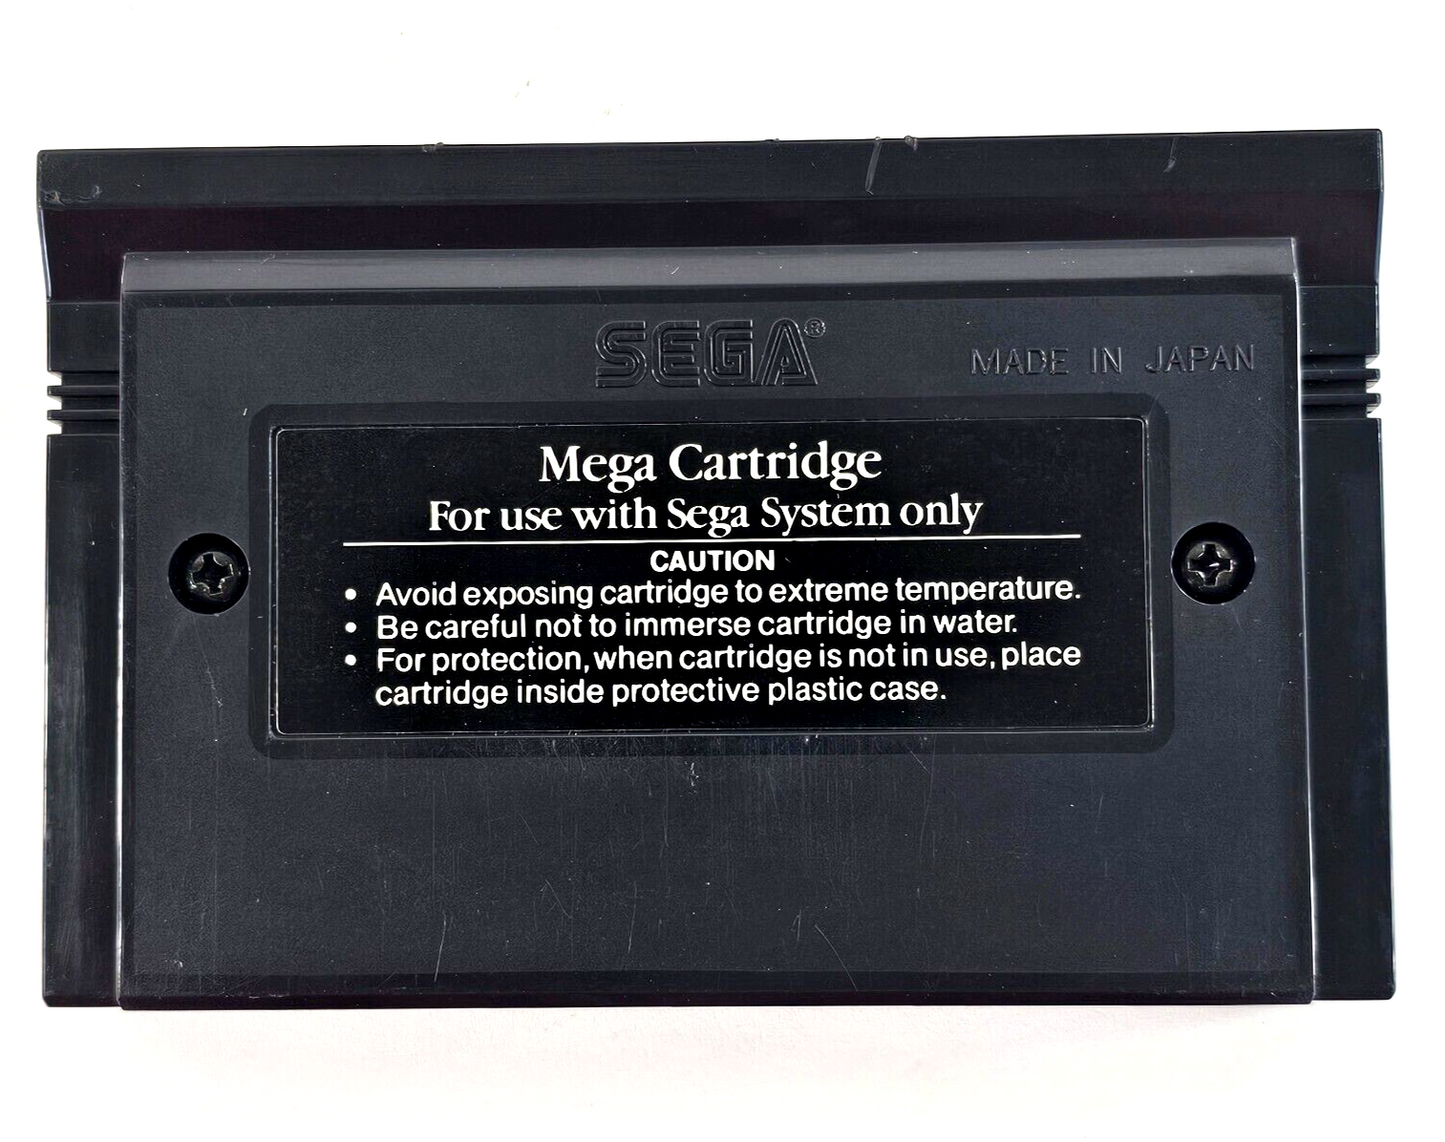 SEGA®
MADE IN JAPAN
Mega Cartridge
For use with Sega System only
CAUTION
• Avoid exposing cartridge to extreme temperature.
• Be careful not to immerse cartridge in water.
• For protection, when cartridge is not in use, place
cartridge inside protective plastic case.